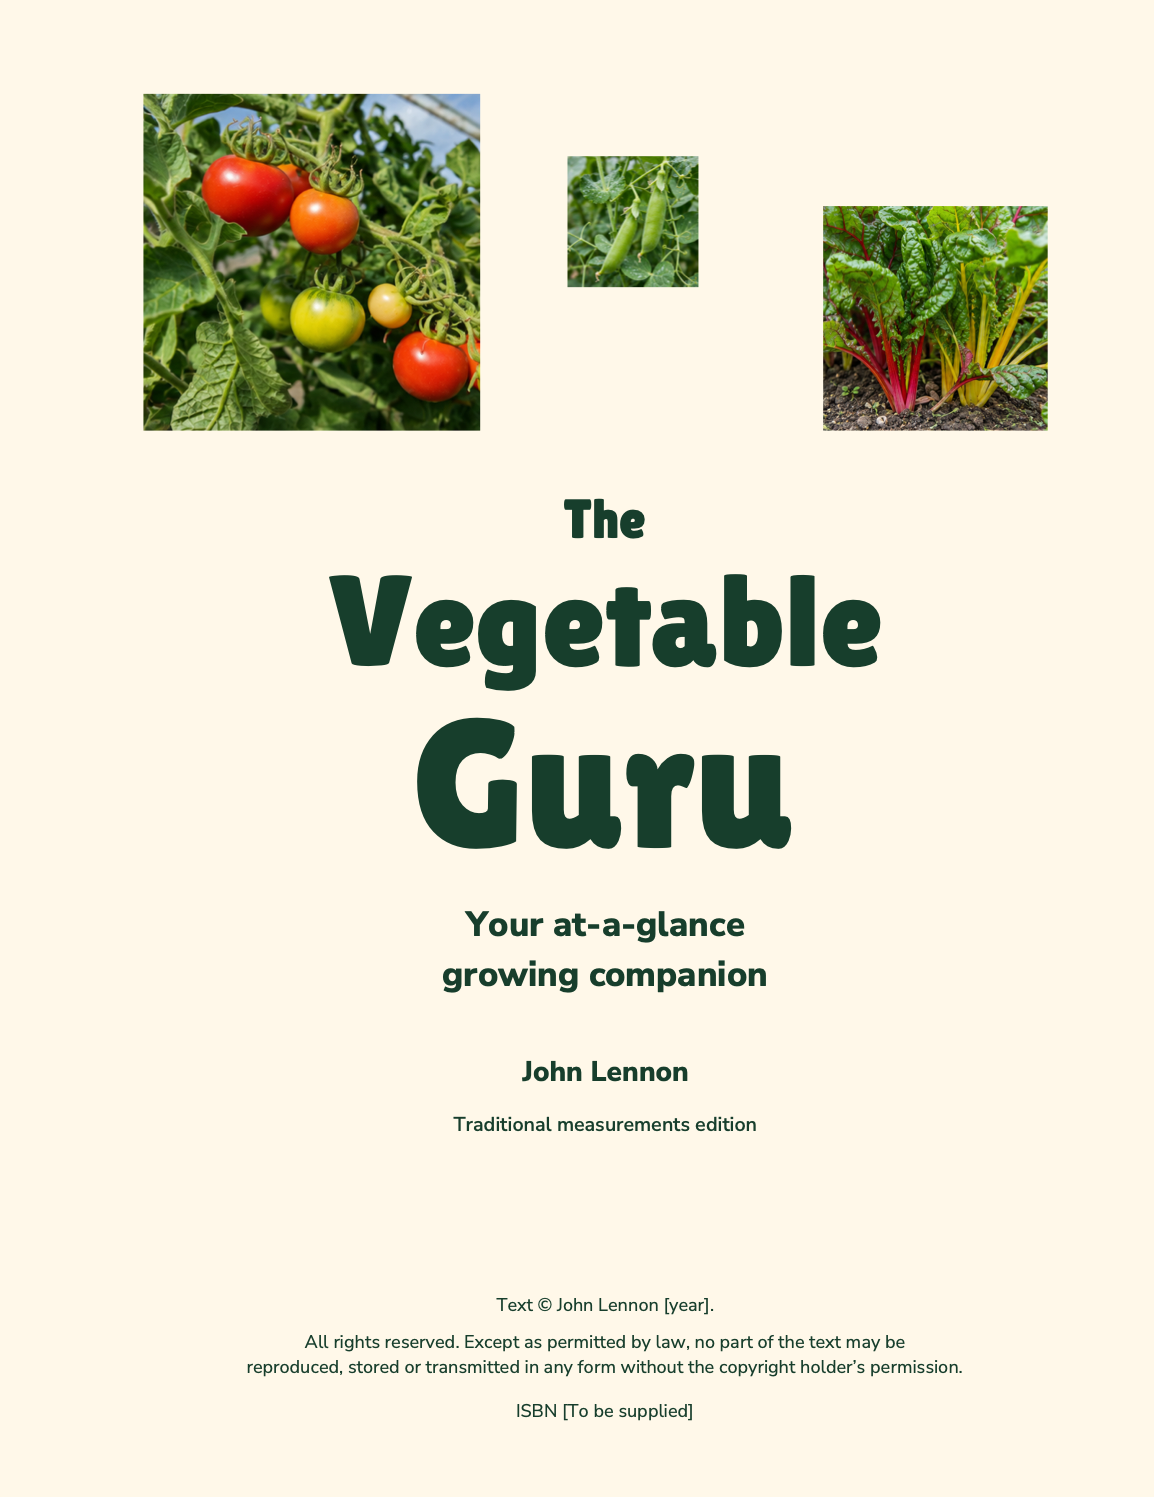 The
Vegetable
Guru
Your at-a-glance
growing companion
John Lennon
Traditional measurements edition
Text © John Lennon [year].
All rights reserved. Except as permitted by law, no part of the text may be
reproduced, stored or transmitted in any form without the copyright holder’s permission.
ISBN [To be supplied]